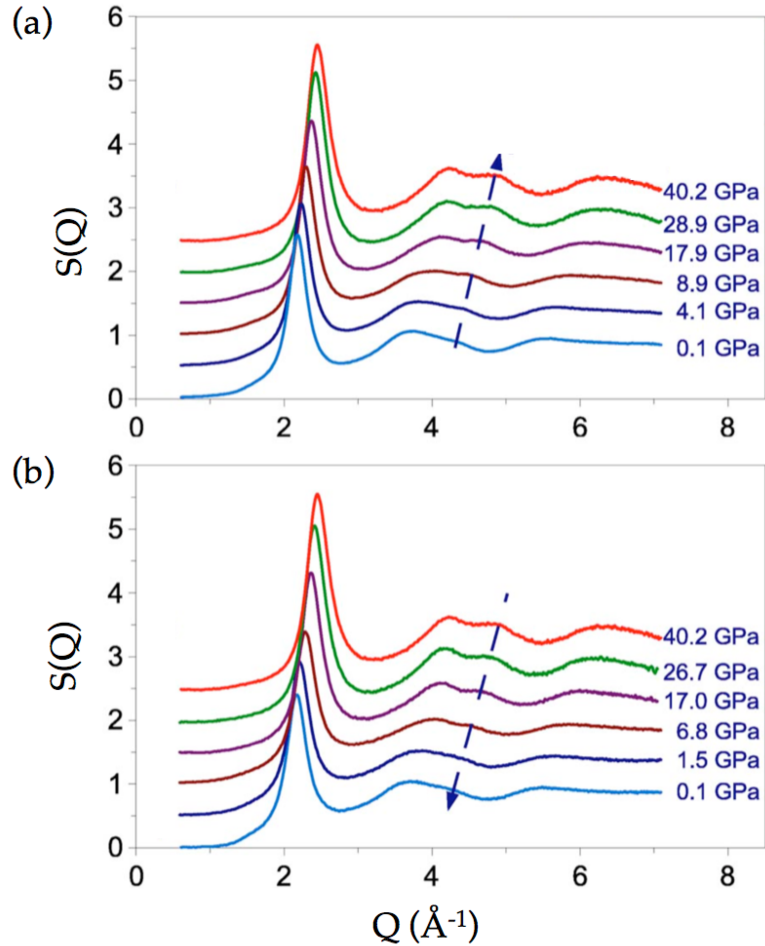 (a)
6
5
4
3
2
1
0
S(Q)
40.2 GPa
28.9 GPa
17.9 GPa
8.9 GPa
4.1 GPa
0.1 GPa
0 2 4 6 8
(b)
6
5
4
3
2
1
0
S(Q)
40.2 GPa
26.7 GPa
17.0 GPa
6.8 GPa
1.5 GPa
0.1 GPa
0 2 4 6 8
Q (Å⁻¹)